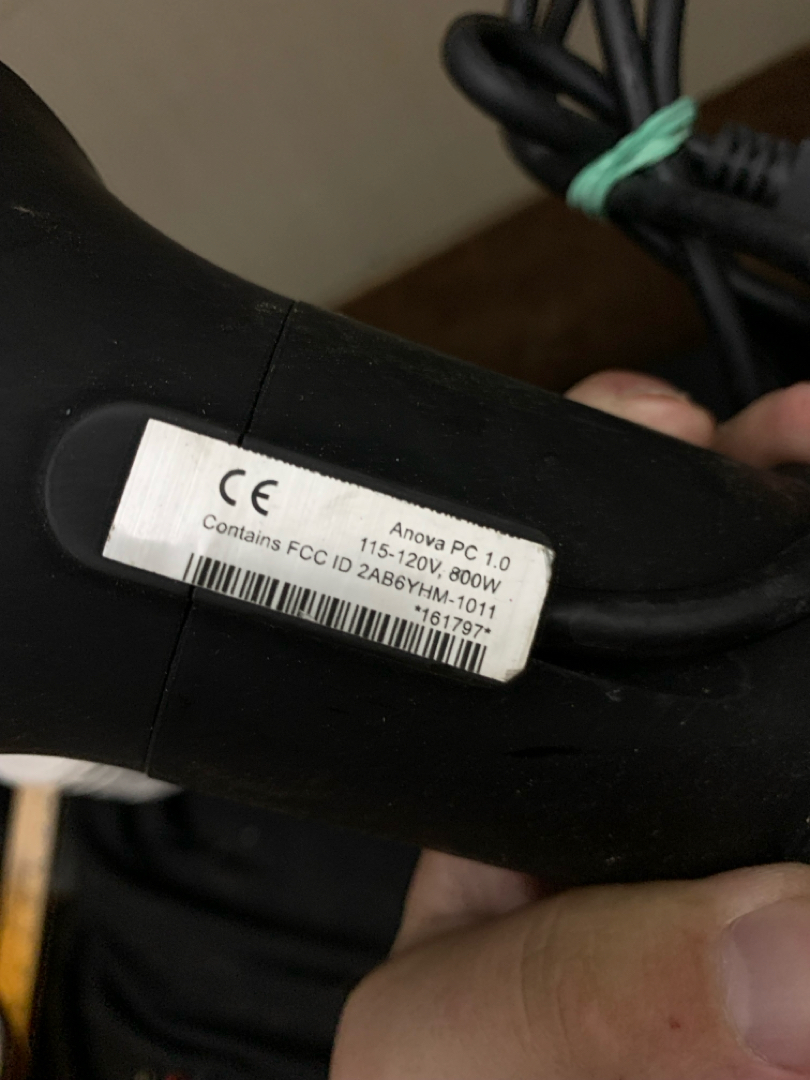 CE
Anova PC 1.0
115-120V, 800W
Contains FCC ID 2AB6YHM-1011
*161797*